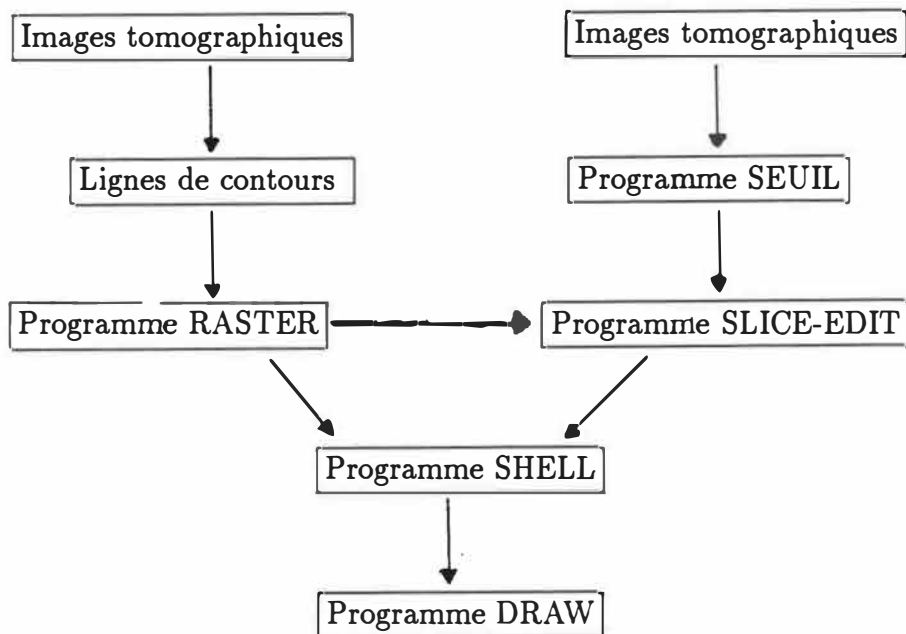 Images tomographiques
Images tomographiques
Lignes de contours
Programme SEUIL
Programme RASTER
Programme SLICE-EDIT
Programme SHELL
Programme DRAW